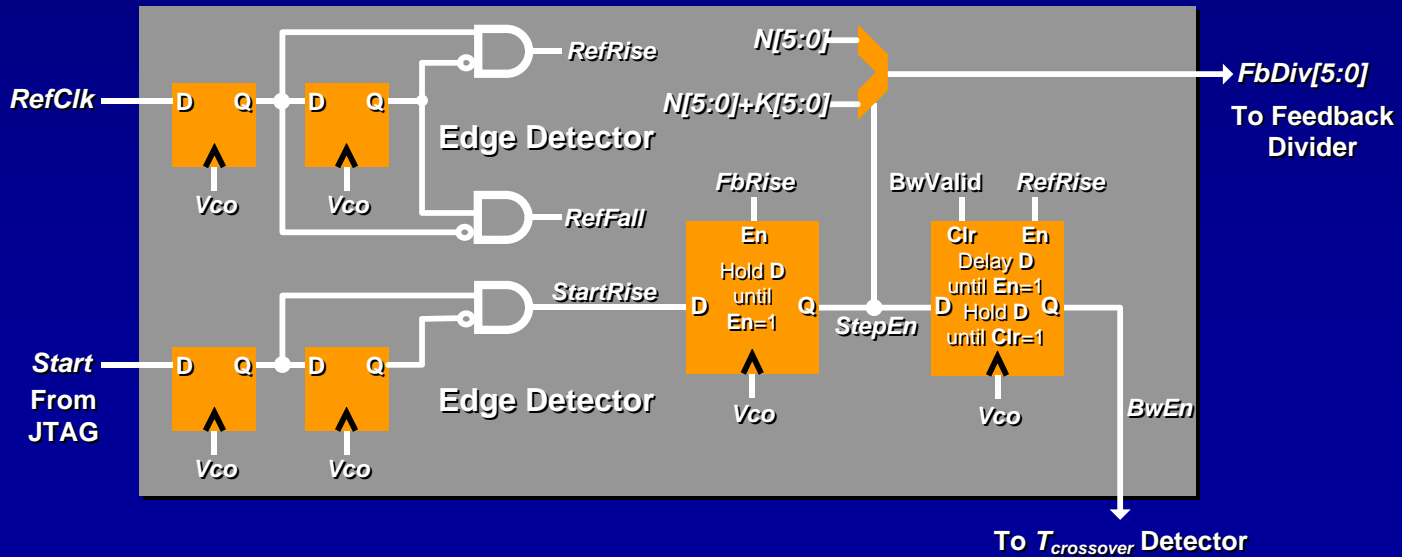 N[5:0]
RefRise
RefClk
D Q
D Q
FbDiv[5:0]
N[5:0]+K[5:0]
To Feedback
Divider
Edge Detector
Vco
Vco
FbRise
BwValid
RefRise
RefFall
En
Hold D
until
En=1
D
Q
Clr En
Delay D
until En=1
Hold D
until Clr=1
D
Q
StartRise
StepEn
Start
From
JTAG
D Q
D Q
Edge Detector
Vco
Vco
BwEn
Vco
Vco
To Tcrossover Detector